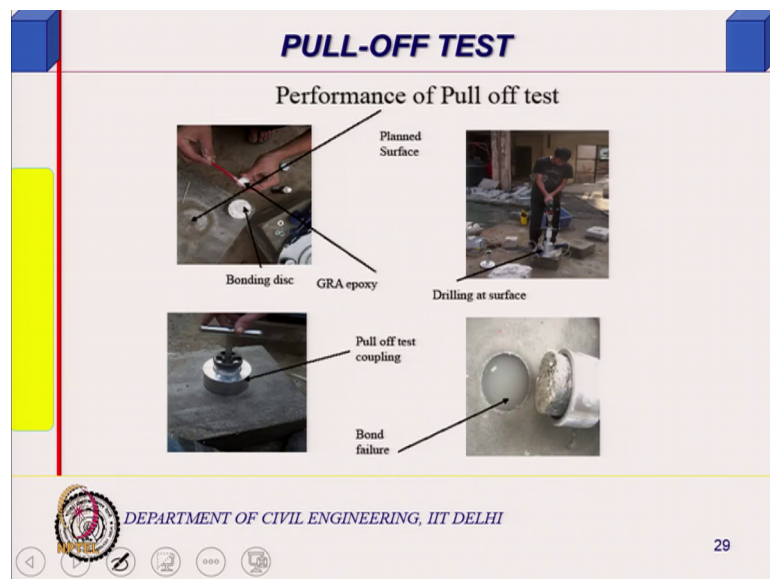 PULL-OFF TEST
Performance of Pull off test
Planned
Surface
Bonding disc
GRA epoxy
Drilling at surface
Pull off test
coupling
Bond
failure
DEPARTMENT OF CIVIL ENGINEERING, IIT DELHI
NPTEL
29